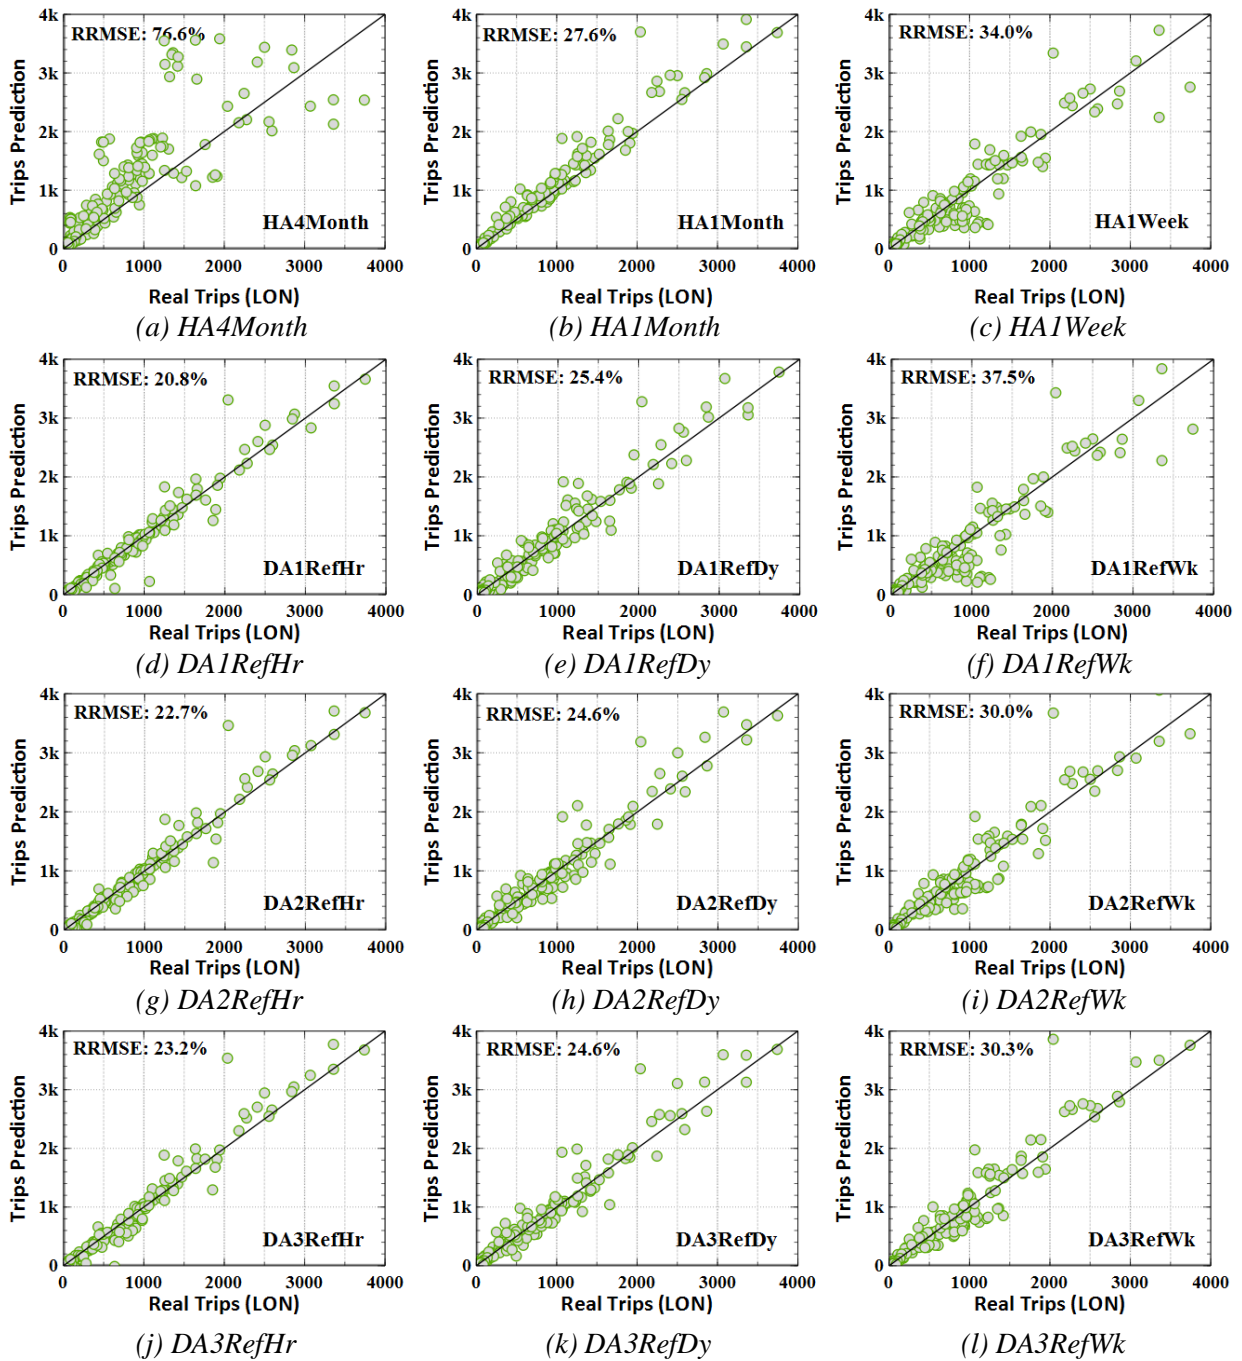 4k
3k
2k
1k
0
Trips Prediction
RRMSE: 76.6%
HA4Month
0 1000 2000 3000 4000
Real Trips (LON)
(a) HA4Month
4k
3k
2k
1k
0
Trips Prediction
RRMSE: 27.6%
HA1Month
0 1000 2000 3000 4000
Real Trips (LON)
(b) HA1Month
4k
3k
2k
1k
0
Trips Prediction
RRMSE: 34.0%
HA1Week
0 1000 2000 3000 4000
Real Trips (LON)
(c) HA1Week
4k
3k
2k
1k
0
Trips Prediction
RRMSE: 20.8%
DA1RefHr
0 1000 2000 3000 4000
Real Trips (LON)
(d) DA1RefHr
4k
3k
2k
1k
0
Trips Prediction
RRMSE: 25.4%
DA1RefDy
0 1000 2000 3000 4000
Real Trips (LON)
(e) DA1RefDy
4k
3k
2k
1k
0
Trips Prediction
RRMSE: 37.5%
DA1RefWk
0 1000 2000 3000 4000
Real Trips (LON)
(f) DA1RefWk
4k
3k
2k
1k
0
Trips Prediction
RRMSE: 22.7%
DA2RefHr
0 1000 2000 3000 4000
Real Trips (LON)
(g) DA2RefHr
4k
3k
2k
1k
0
Trips Prediction
RRMSE: 24.6%
DA2RefDy
0 1000 2000 3000 4000
Real Trips (LON)
(h) DA2RefDy
4k
3k
2k
1k
0
Trips Prediction
RRMSE: 30.0%
DA2RefWk
0 1000 2000 3000 4000
Real Trips (LON)
(i) DA2RefWk
4k
3k
2k
1k
0
Trips Prediction
RRMSE: 23.2%
DA3RefHr
0 1000 2000 3000 4000
Real Trips (LON)
(j) DA3RefHr
4k
3k
2k
1k
0
Trips Prediction
RRMSE: 24.6%
DA3RefDy
0 1000 2000 3000 4000
Real Trips (LON)
(k) DA3RefDy
4k
3k
2k
1k
0
Trips Prediction
RRMSE: 30.3%
DA3RefWk
0 1000 2000 3000 4000
Real Trips (LON)
(l) DA3RefWk